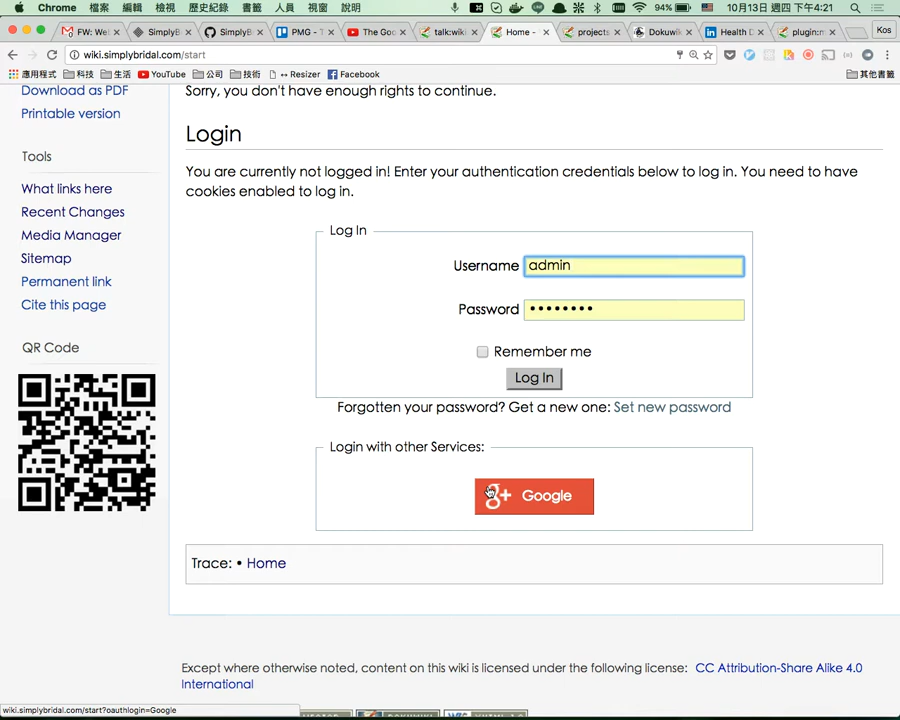 Chrome 檔案 編輯 檢視 歷史紀錄 書籤 人員 視窗 說明 94% 10月13日 週四 下午4:21
FW: We SimplyB SimplyB PMG - T The Go talk:cwiki Home - projects Dokuwi Health D plugin:n Kos
wiki.simplybridal.com/start
應用程式 科技 生活 YouTube 公司 技術 ↔ Resizer Facebook 其他書籤
Download as PDF
Printable version
Tools
What links here
Recent Changes
Media Manager
Sitemap
Permanent link
Cite this page
QR Code
Sorry, you don't have enough rights to continue.
Login
You are currently not logged in! Enter your authentication credentials below to log in. You need to have
cookies enabled to log in.
Log In
Username admin
Password ••••••••
Remember me
Log In
Forgotten your password? Get a new one: Set new password
Login with other Services:
g+ Google
Trace: • Home
Except where otherwise noted, content on this wiki is licensed under the following license: CC Attribution-Share Alike 4.0
International
wiki.simplybridal.com/start?oauthlogin=Google